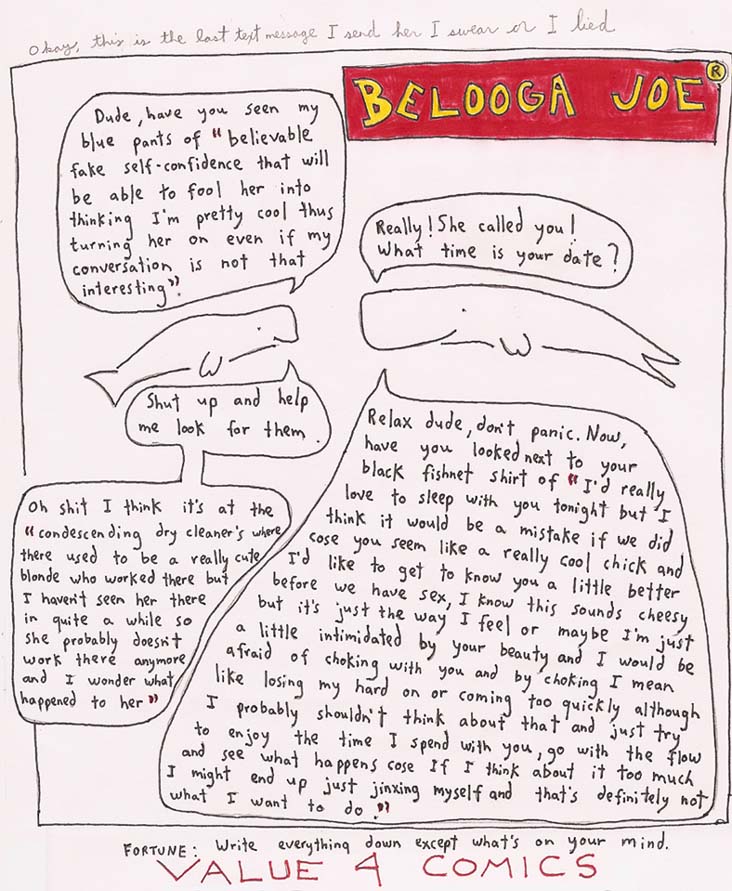 Okay, this is the last text message I send her I swear or I lied
BELOOGA JOE ®
Dude, have you seen my
blue pants of "believable
fake self-confidence that will
be able to fool her into
thinking I'm pretty cool thus
turning her on even if my
conversation is not that
interesting"?
Really! She called you!
What time is your date?
Shut up and help
me look for them.
Relax dude, don't panic. Now,
have you looked next to your
black fishnet shirt of "I'd really
love to sleep with you tonight but I
think it would be a mistake if we did
cose you seem like a really cool chick and
I'd like to get to know you a little better
before we have sex, I know this sounds cheesy
but it's just the way I feel or maybe I'm just
a little intimidated by your beauty and I would be
afraid of choking with you and by choking I mean
like losing my hard on or coming too quickly although
I probably shouldn't think about that and just try
to enjoy the time I spend with you, go with the flow
and see what happens cose If I think about it too much
I might end up just jinxing myself and that's definitely not
what I want to do."
Oh shit I think it's at the
"condescending dry cleaner's where
there used to be a really cute
blonde who worked there but
I haven't seen her there
in quite a while so
she probably doesn't
work there anymore
and I wonder what
happened to her"
FORTUNE: Write everything down except what's on your mind.
VALUE 4 COMICS